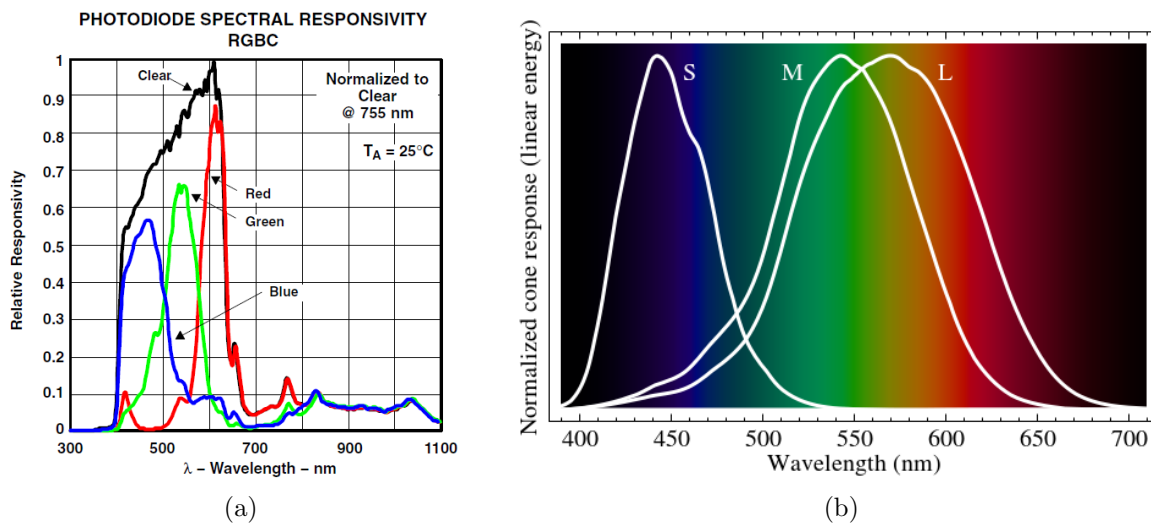 PHOTODIODE SPECTRAL RESPONSIVITY
RGBC
1
0.9
0.8
0.7
0.6
0.5
0.4
0.3
0.2
0.1
0
Relative Responsivity
Clear
Normalized to
Clear
@ 755 nm
T_A = 25°C
Red
Green
Blue
300 500 700 900 1100
λ – Wavelength – nm
(a)
Normalized cone response (linear energy)
S M L
400 450 500 550 600 650 700
Wavelength (nm)
(b)